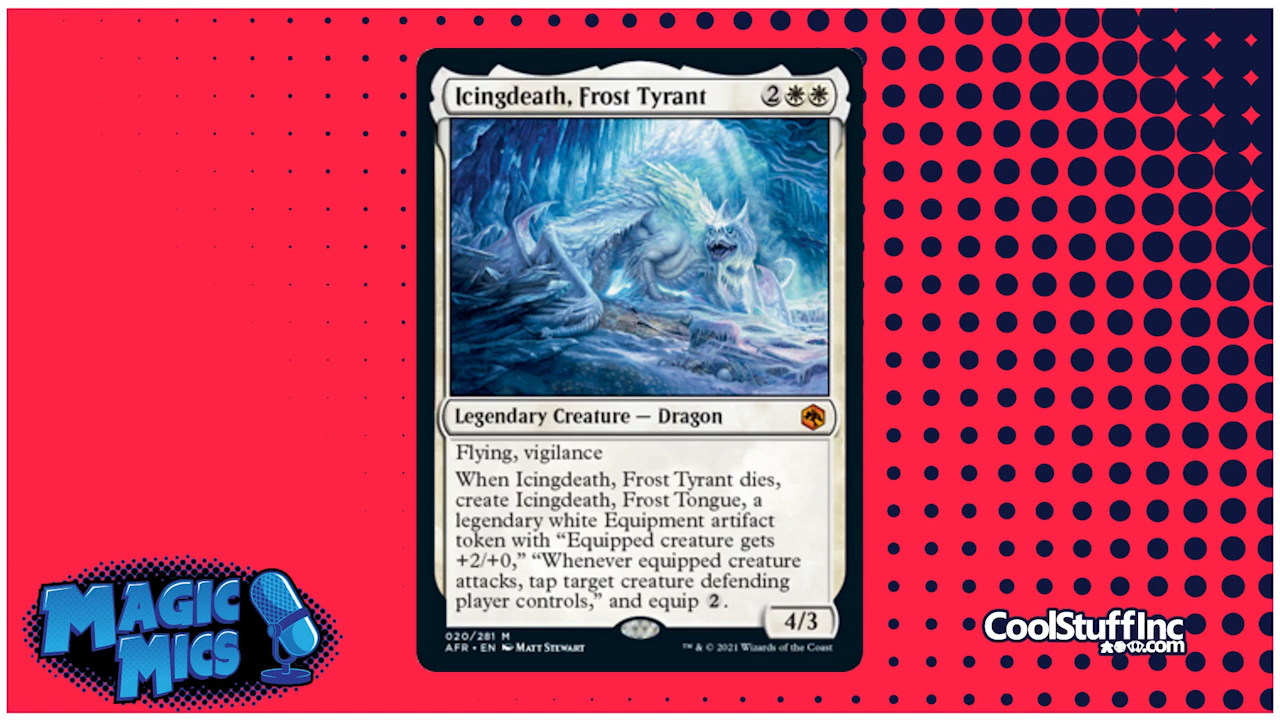 Icingdeath, Frost Tyrant 2
Legendary Creature — Dragon
Flying, vigilance
When Icingdeath, Frost Tyrant dies,
create Icingdeath, Frost Tongue, a
legendary white Equipment artifact
token with “Equipped creature gets
+2/+0,” “Whenever equipped creature
attacks, tap target creature defending
player controls,” and equip 2.
4/3
020/281 M
AFR • EN Matt Stewart
™ & © 2021 Wizards of the Coast
MAGIC
MICS
CoolStuffInc
.com